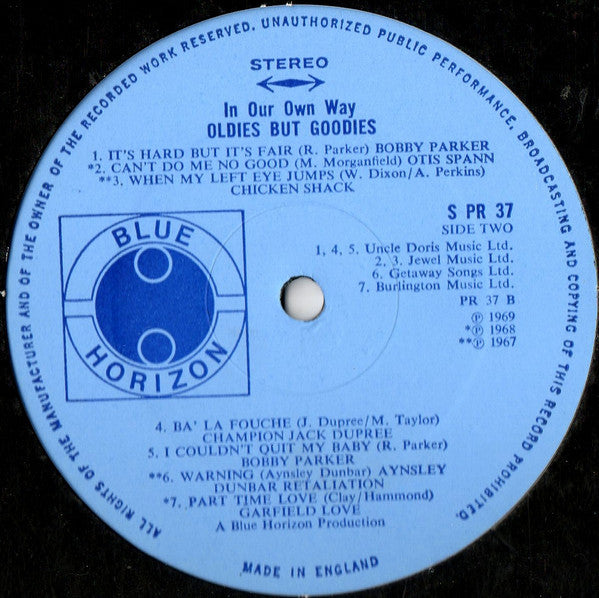 ALL RIGHTS OF THE MANUFACTURER AND OF THE OWNER OF THE RECORDED WORK RESERVED. UNAUTHORIZED PUBLIC PERFORMANCE, BROADCASTING AND COPYING OF THIS RECORD PROHIBITED.
STEREO
In Our Own Way
OLDIES BUT GOODIES
1. IT'S HARD BUT IT'S FAIR (R. Parker) BOBBY PARKER
*2. CAN'T DO ME NO GOOD (M. Morganfield) OTIS SPANN
**3. WHEN MY LEFT EYE JUMPS (W. Dixon/A. Perkins)
CHICKEN SHACK
BLUE
HORIZON
S PR 37
SIDE TWO
1, 4, 5. Uncle Doris Music Ltd.
2, 3. Jewel Music Ltd.
6. Getaway Songs Ltd.
7. Burlington Music Ltd.
PR 37 B
℗ 1969
*℗ 1968
**℗ 1967
4. BA' LA FOUCHE (J. Dupree/M. Taylor)
CHAMPION JACK DUPREE
5. I COULDN'T QUIT MY BABY (R. Parker)
BOBBY PARKER
**6. WARNING (Aynsley Dunbar) AYNSLEY
DUNBAR RETALIATION
*7. PART TIME LOVE (Clay/Hammond)
GARFIELD LOVE
A Blue Horizon Production
MADE IN ENGLAND